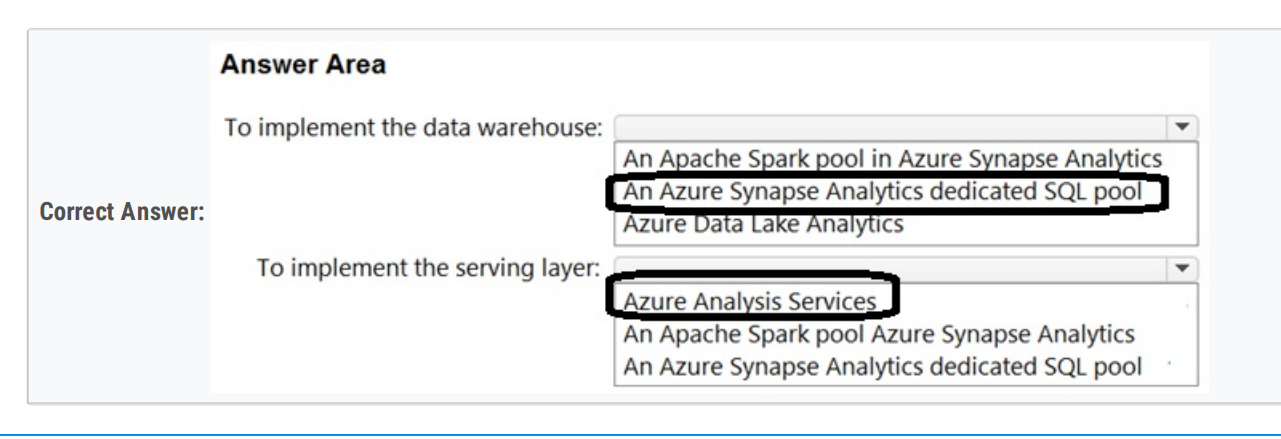 Answer Area
To implement the data warehouse:
An Apache Spark pool in Azure Synapse Analytics
An Azure Synapse Analytics dedicated SQL pool
Azure Data Lake Analytics
Correct Answer:
To implement the serving layer:
Azure Analysis Services
An Apache Spark pool Azure Synapse Analytics
An Azure Synapse Analytics dedicated SQL pool